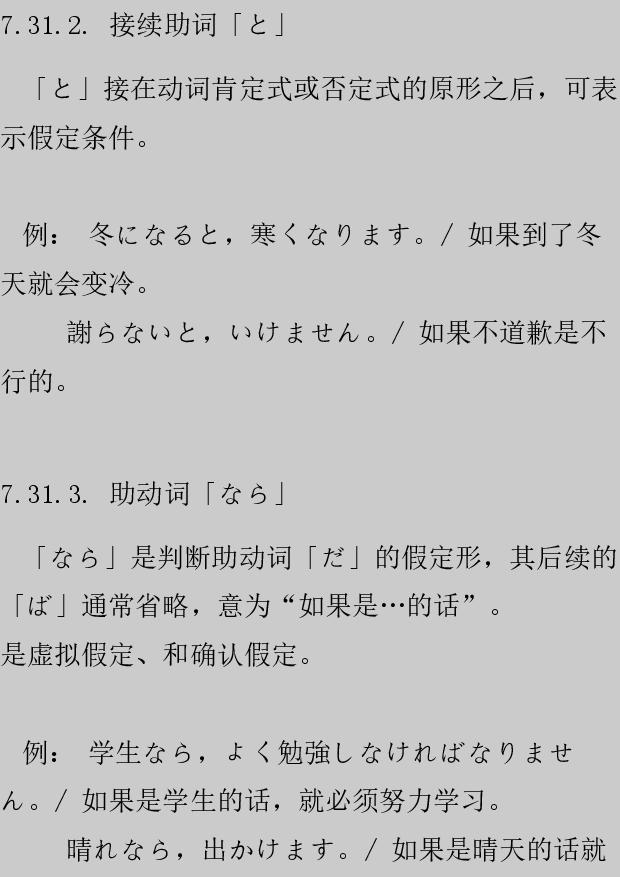 7.31.2. 接续助词「と」
「と」接在动词肯定式或否定式的原形之后，可表
示假定条件。
例： 冬になると，寒くなります。/ 如果到了冬
天就会变冷。
謝らないと，いけません。/ 如果不道歉是不
行的。
7.31.3. 助动词「なら」
「なら」是判断助动词「だ」的假定形，其后续的
「ば」通常省略，意为“如果是…的话”。
是虚拟假定、和确认假定。
例： 学生なら，よく勉強しなければなりませ
ん。/ 如果是学生的话，就必须努力学习。
晴れなら，出かけます。/ 如果是晴天的话就